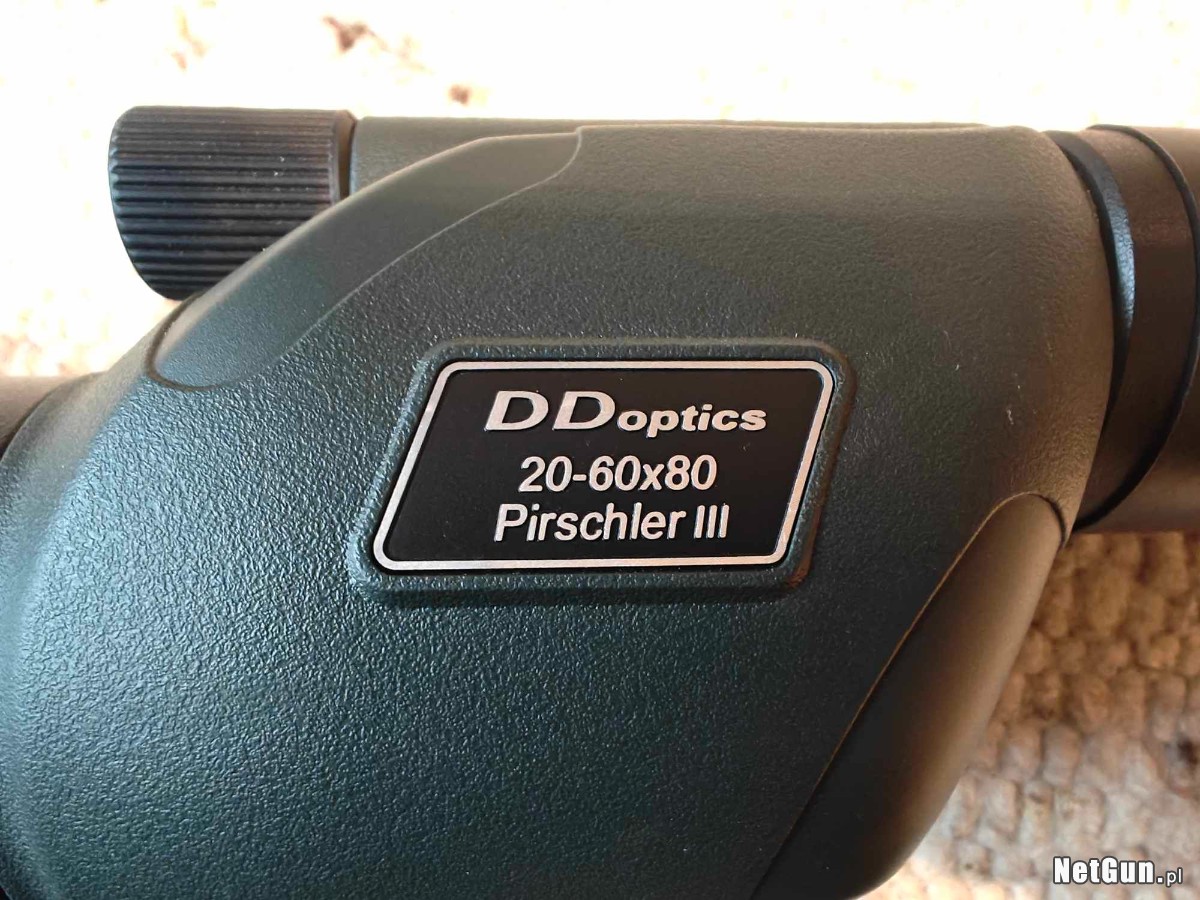 DDoptics
20-60x80
Pirschler III
NetGun.pl